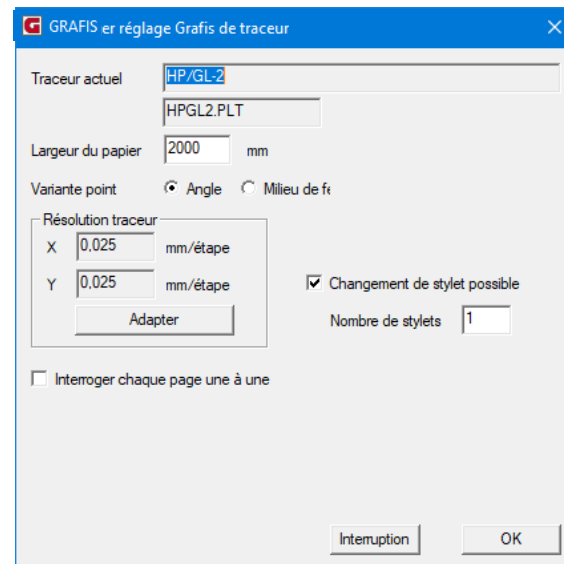 GRAFIS er réglage Grafis de traceur
Traceur actuel HP/GL-2
HPGL2.PLT
Largeur du papier 2000 mm
Variante point Angle Milieu de fe
Résolution traceur
X 0,025 mm/étape
Y 0,025 mm/étape Changement de stylet possible
Adapter Nombre de stylets 1
Interroger chaque page une à une
Interruption OK